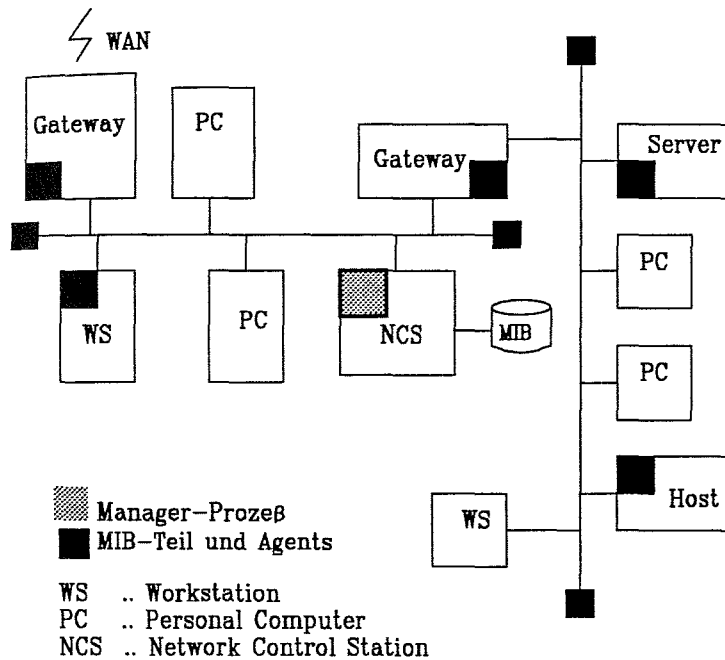 WAN
Gateway
PC
Gateway
Server
PC
WS
PC
NCS
MIB
PC
WS
Host
Manager-Prozeß
MIB-Teil und Agents
WS .. Workstation
PC .. Personal Computer
NCS .. Network Control Station